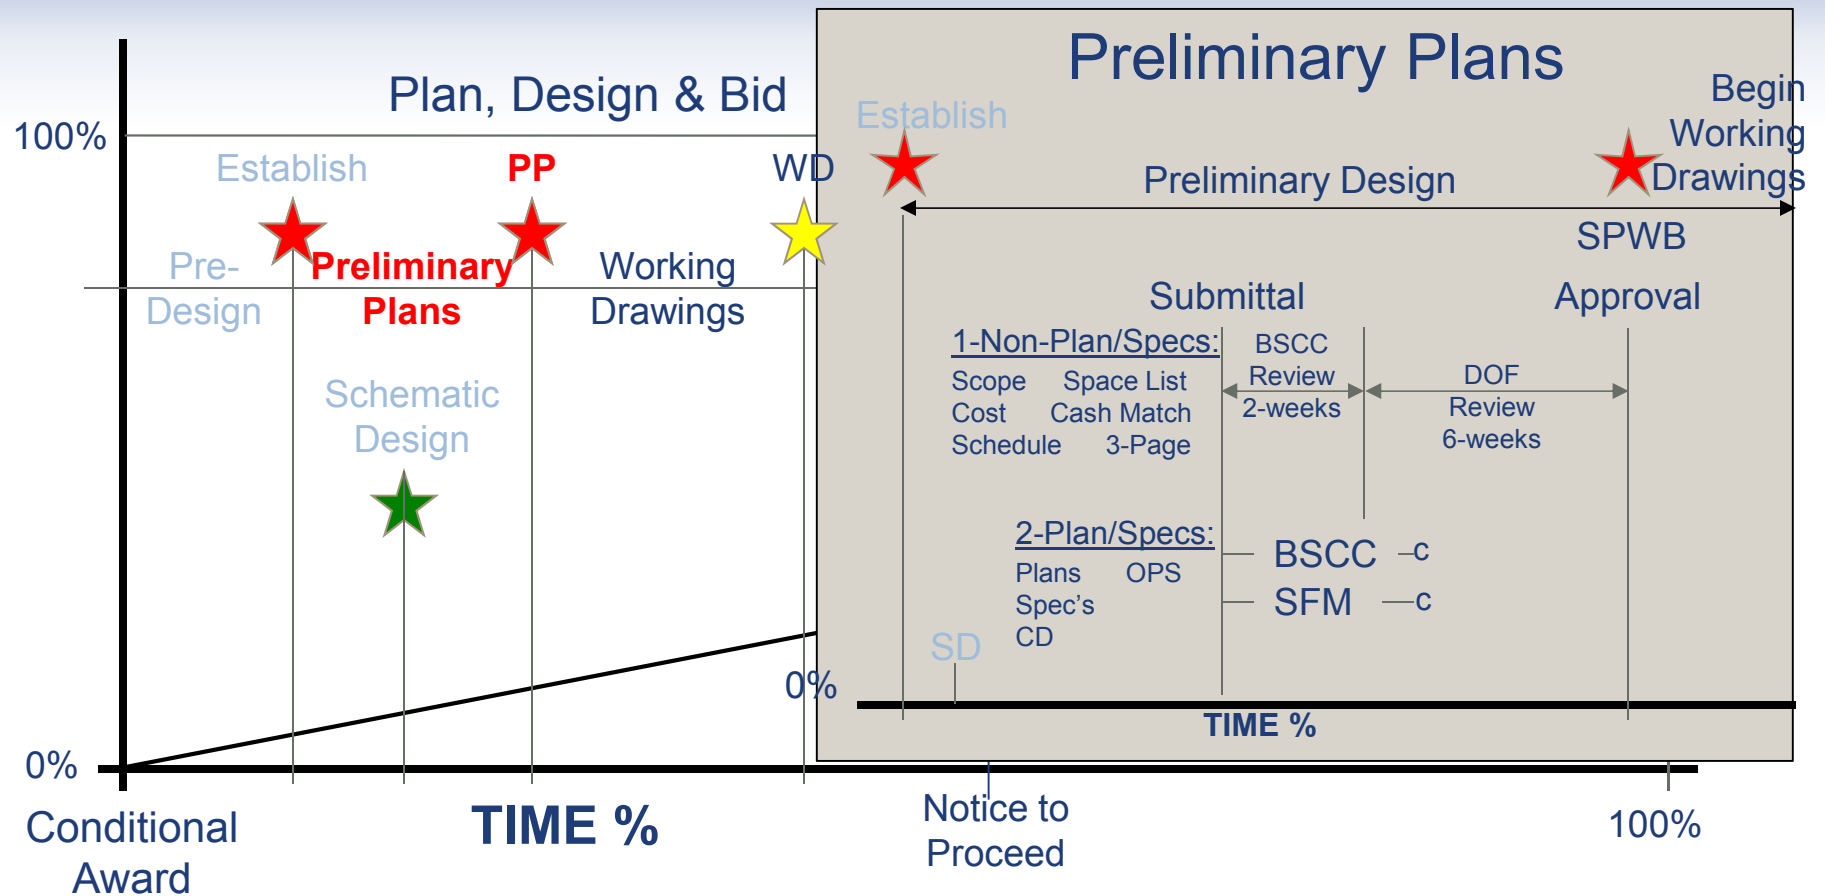 Preliminary Plans
Plan, Design & Bid
100%
Establish
PP
WD
Pre-
Design
Preliminary
Plans
Working
Drawings
Schematic
Design
0%
Conditional
Award
TIME %
Notice to
Proceed
100%
Establish
Begin
Working
Drawings
Preliminary Design
SPWB
Approval
Submittal
1-Non-Plan/Specs:
Scope Space List
Cost Cash Match
Schedule 3-Page
BSCC
Review
2-weeks
DOF
Review
6-weeks
2-Plan/Specs:
Plans OPS
Spec’s
CD
BSCC c
SFM c
SD
0%
TIME %